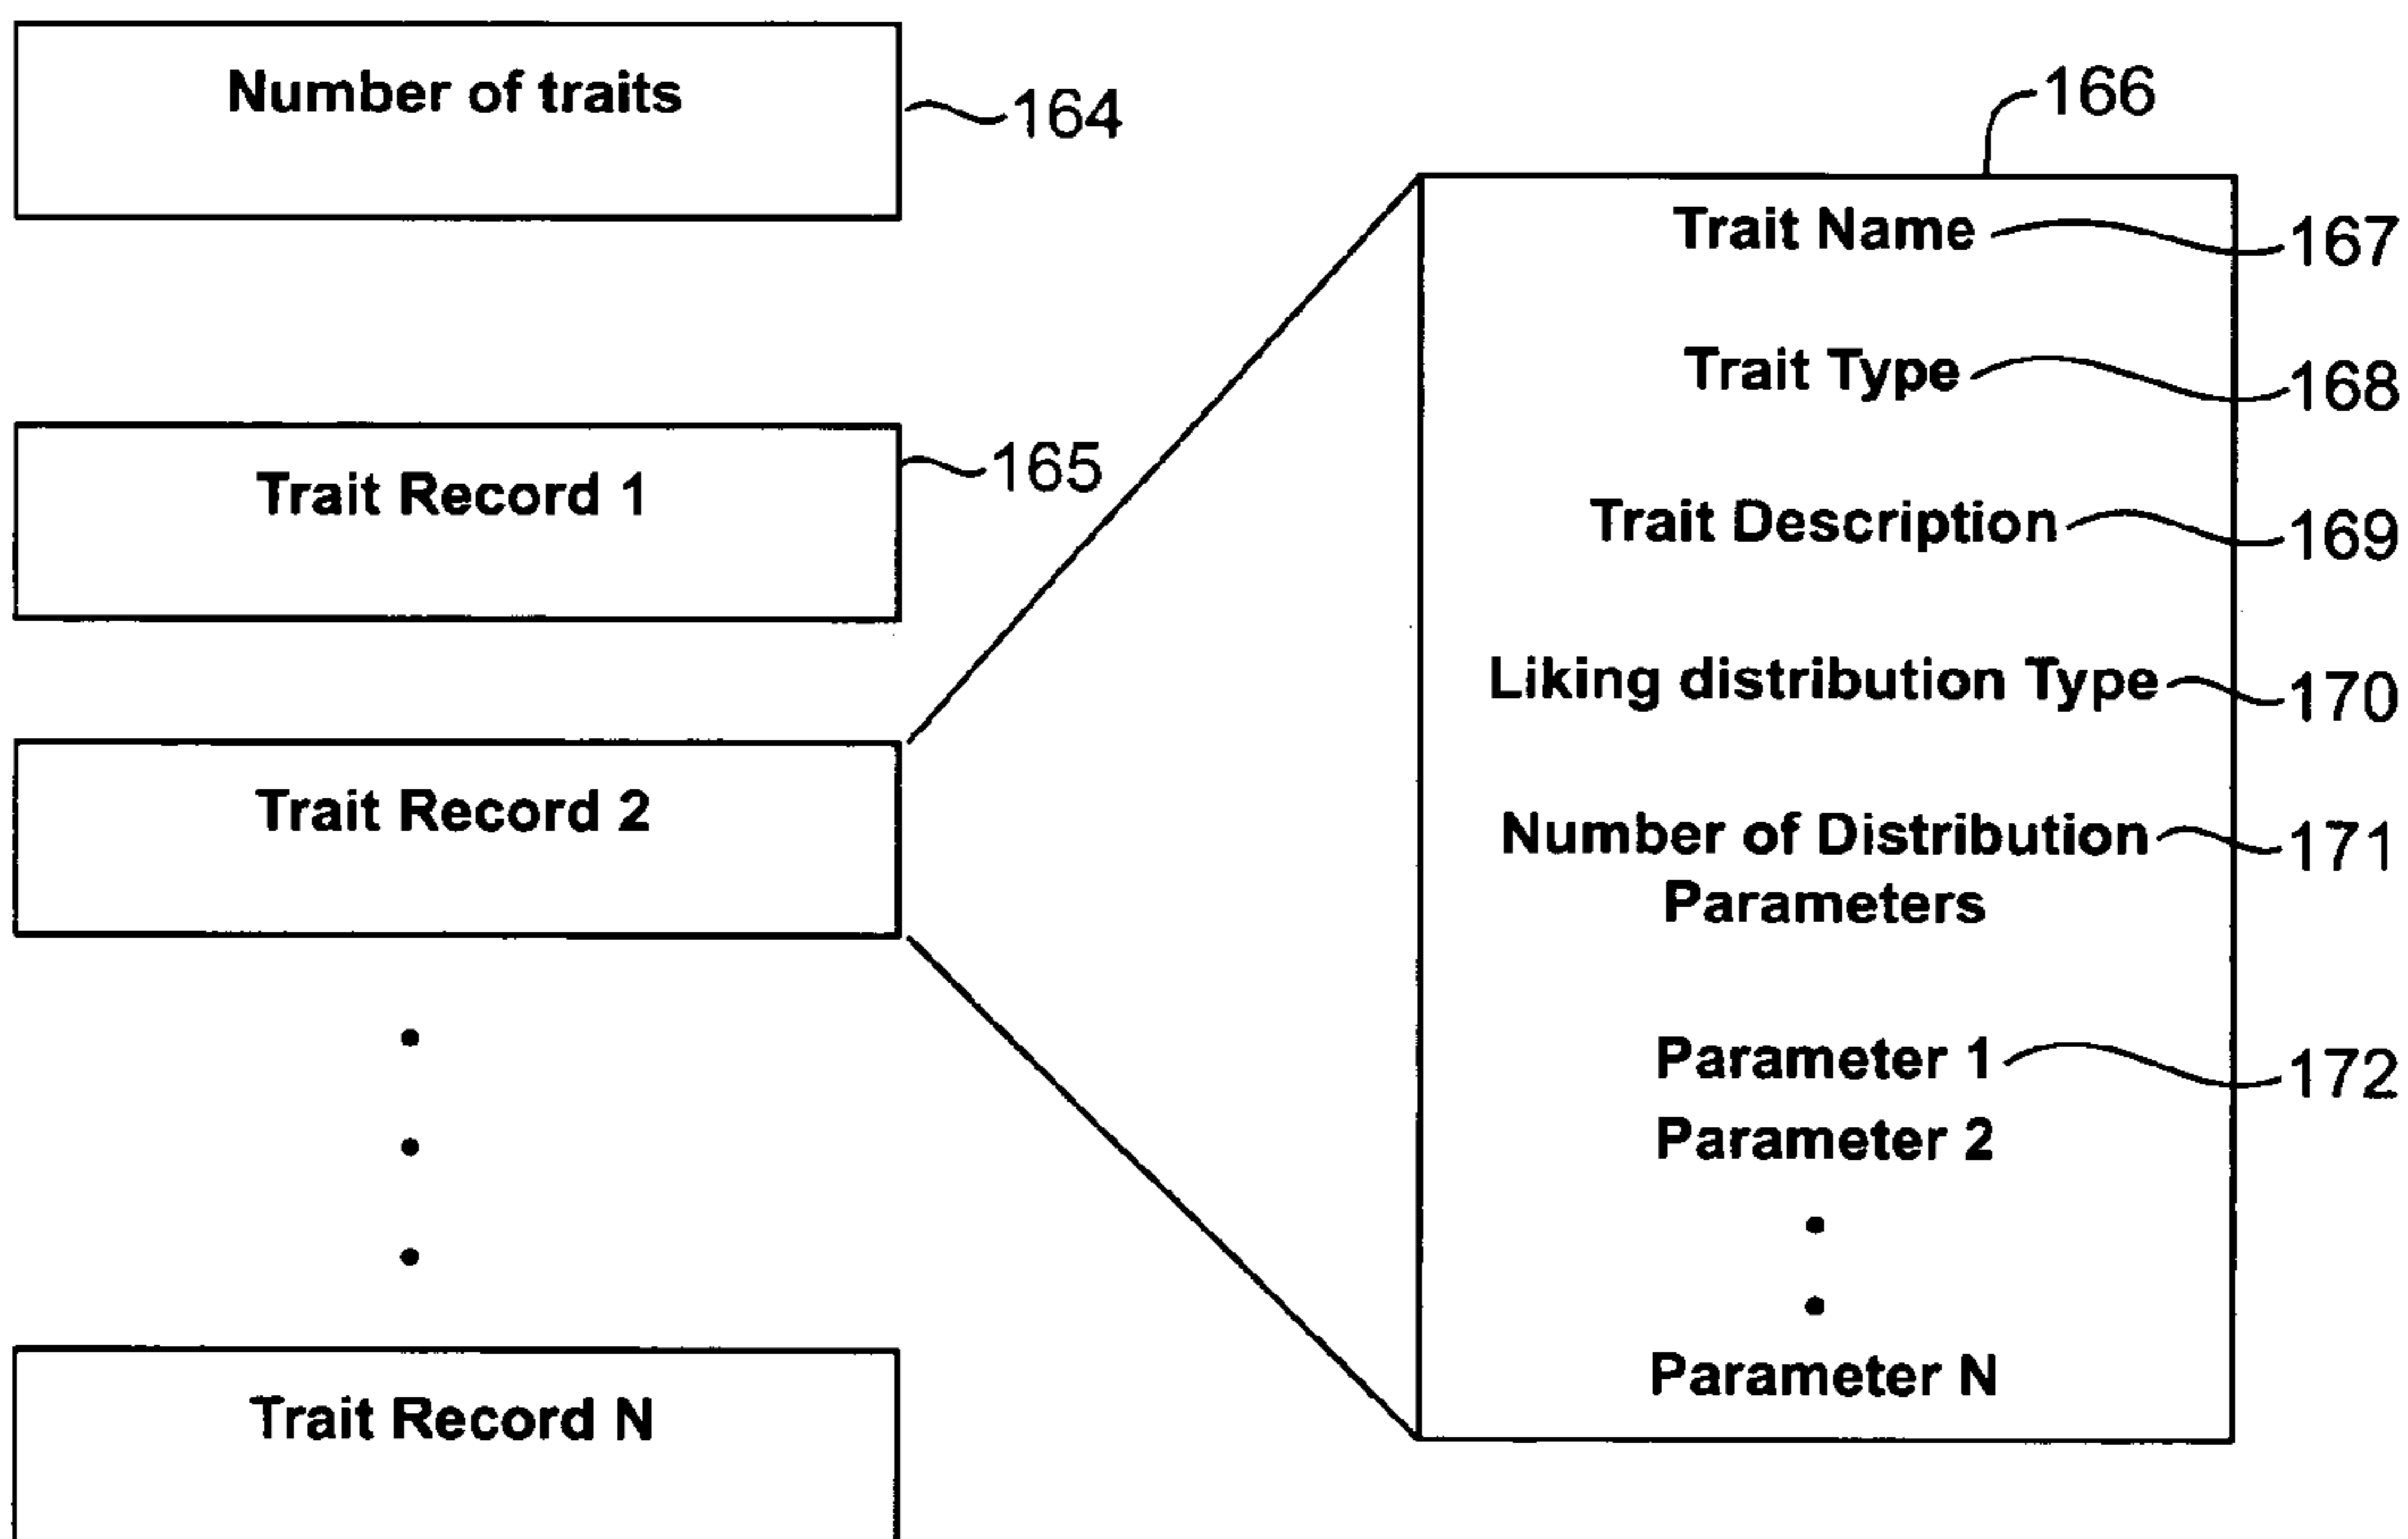 Number of traits
164
Trait Record 1
165
Trait Record 2
Trait Record N
166
Trait Name
167
Trait Type
168
Trait Description
169
Liking distribution Type
170
Number of Distribution
171
Parameters
Parameter 1
172
Parameter 2
Parameter N